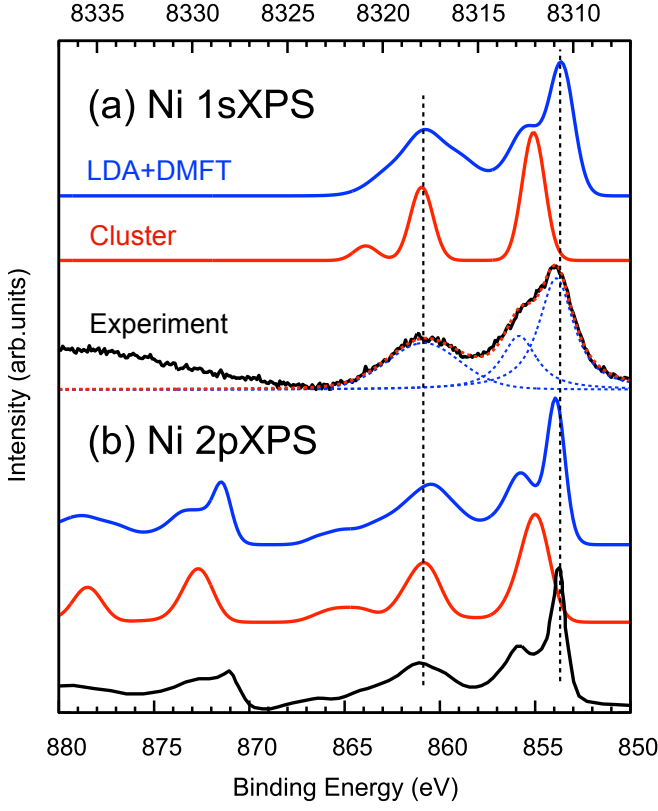 8335 8330 8325 8320 8315 8310
(a) Ni 1sXPS
LDA+DMFT
Cluster
Experiment
(b) Ni 2pXPS
Intensity (arb.units)
880 875 870 865 860 854 850
Binding Energy (eV)